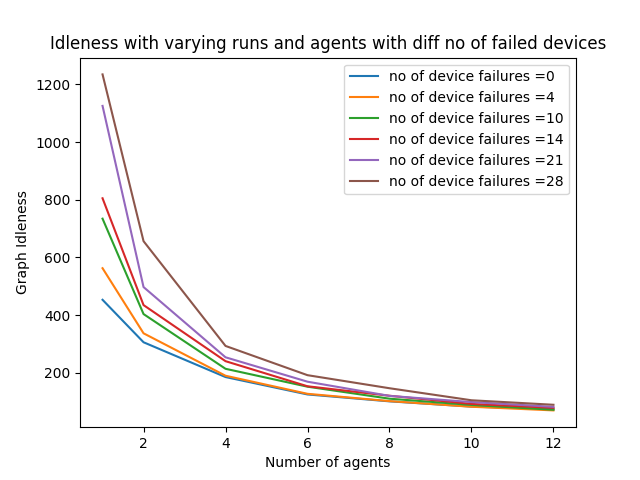 Idleness with varying runs and agents with diff no of failed devices
no of device failures =0
no of device failures =4
no of device failures =10
no of device failures =14
no of device failures =21
no of device failures =28
Graph Idleness
1200
1000
800
600
400
200
2 4 6 8 10 12
Number of agents